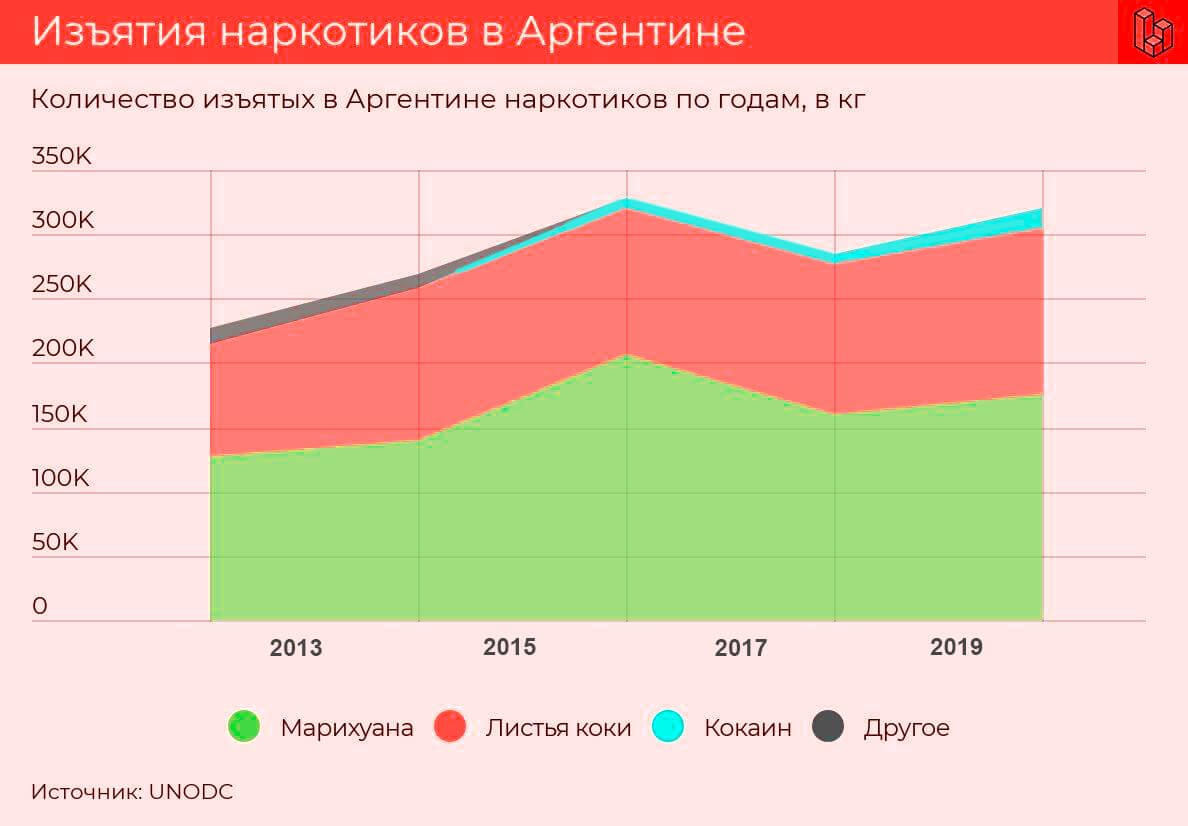 Изъятия наркотиков в Аргентине
Количество изъятых в Аргентине наркотиков по годам, в кг
350K
300K
250K
200K
150K
100K
50K
0
2013 2015 2017 2019
Марихуана Листья коки Кокаин Другое
Источник: UNODC